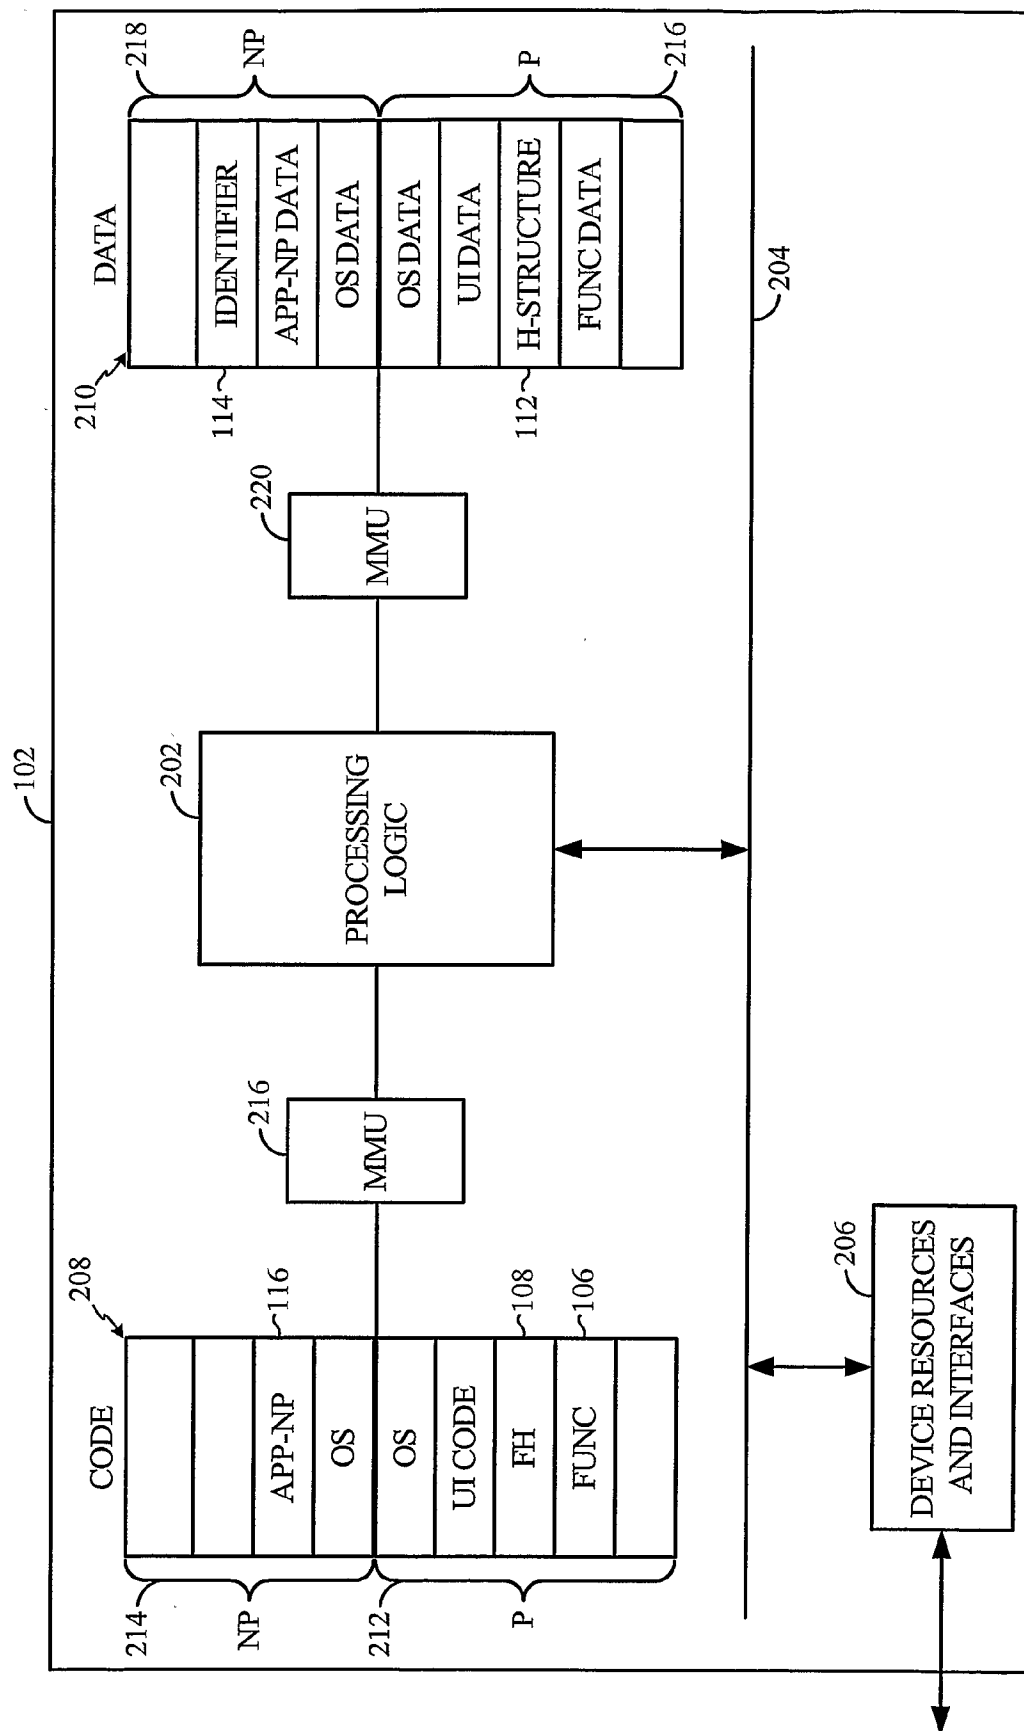 102
208
CODE
116
APP-NP
OS
OS
UI CODE
108
FH
106
FUNC
214
NP
212
P
216
MMU
202
PROCESSING
LOGIC
220
MMU
210
DATA
114
IDENTIFIER
APP-NP DATA
OS DATA
OS DATA
UI DATA
112
H-STRUCTURE
FUNC DATA
218
NP
P
216
204
206
DEVICE RESOURCES
AND INTERFACES